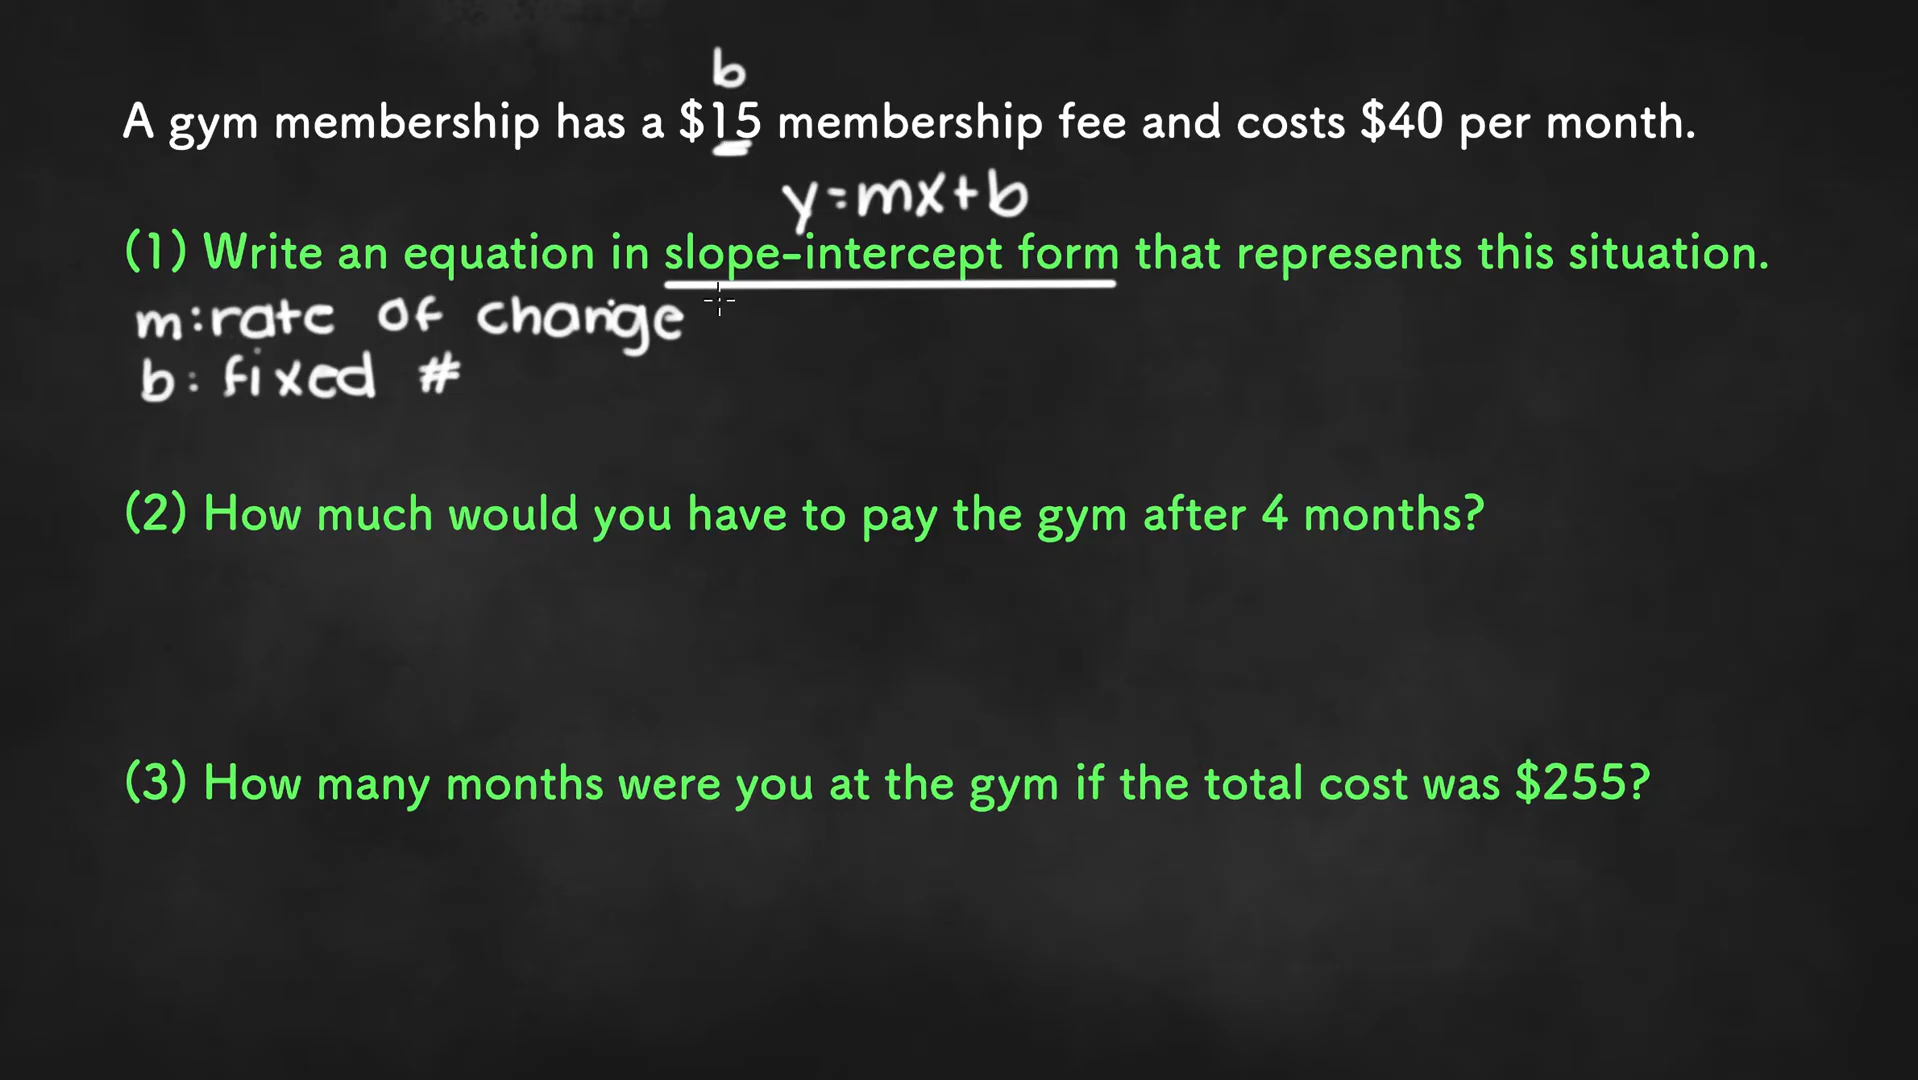 b
A gym membership has a $15 membership fee and costs $40 per month.
y=mx+b
(1) Write an equation in slope-intercept form that represents this situation.
m:rate of change
b: fixed #
(2) How much would you have to pay the gym after 4 months?
(3) How many months were you at the gym if the total cost was $255?